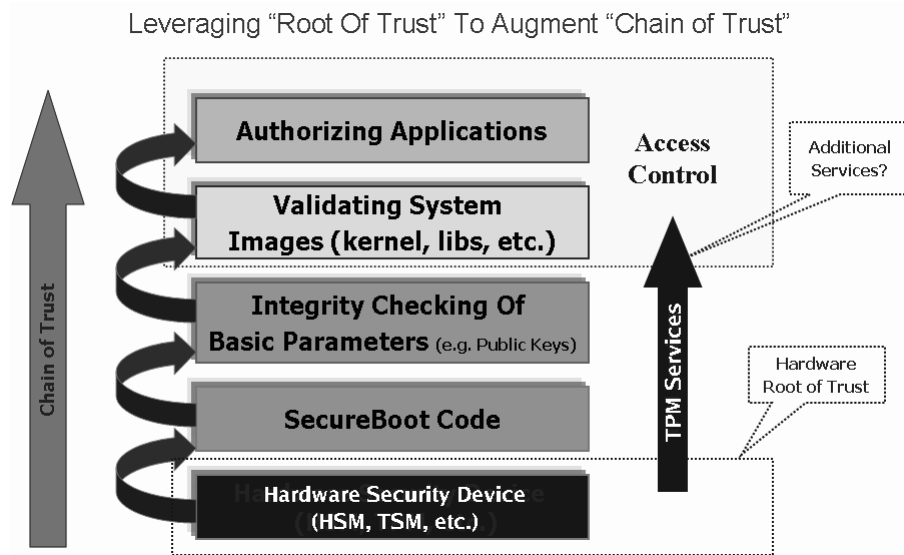 Leveraging “Root Of Trust” To Augment “Chain of Trust”
Authorizing Applications
Access
Control
Additional
Services?
Validating System
Images (kernel, libs, etc.)
Chain of Trust
Integrity Checking Of
Basic Parameters (e.g. Public Keys)
TPM Services
Hardware
Root of Trust
SecureBoot Code
Hardware Security Device
(HSM, TSM, etc.)